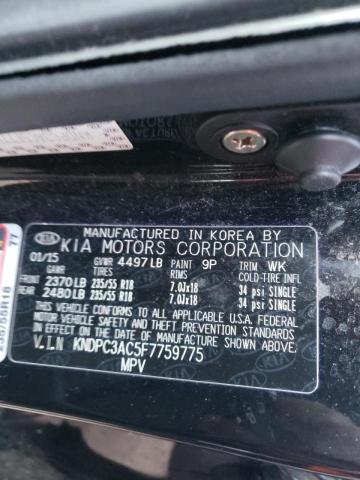 MANUFACTURED IN KOREA BY
KIA KIA MOTORS CORPORATION
01/15 GVWR 4497LB PAINT 9P TRIM WK
GAWR TIRES RIMS COLD-TIRE INFL
FRONT 2370LB 235/55 R18 7.0Jx18 34 psi SINGLE
REAR 2480LB 235/55 R18 7.0Jx18 34 psi SINGLE
THIS VEHICLE CONFORMS TO ALL APPLICABLE U.S.A. FEDERAL
MOTOR VEHICLE SAFETY, BUMPER, AND THEFT PREVENTION
STANDARDS IN EFFECT ON THE DATE OF MANUFACTURE SHOWN ABOVE.
V.I.N KNDPC3AC5F7759775
MPV